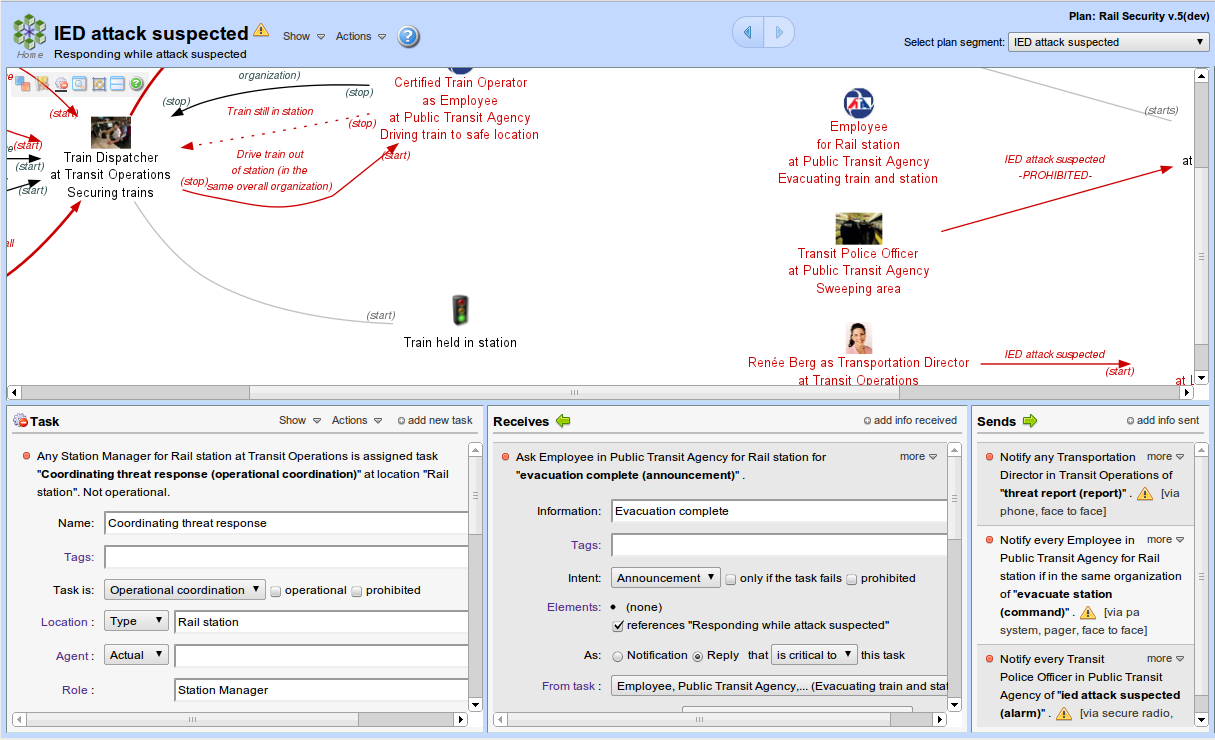 Home
IED attack suspected
Show
Actions
?
Responding while attack suspected
Plan: Rail Security v.5(dev)
Select plan segment:
IED attack suspected
organization)
(stop)
(stop)
(start)
Train still in station
(stop)
Certified Train Operator
as Employee
at Public Transit Agency
Driving train to safe location
(start)
(start)
(start)
(start)
Train Dispatcher
at Transit Operations
Securing trains
Drive train out
of station (in the
same overall organization)
(stop)
(start)
Train held in station
Employee
for Rail station
at Public Transit Agency
Evacuating train and station
(starts)
IED attack suspected
-PROHIBITED-
at
Transit Police Officer
at Public Transit Agency
Sweeping area
Renée Berg as Transportation Director
at Transit Operations
IED attack suspected
(start)
Task
Show
Actions
add new task
Any Station Manager for Rail station at Transit Operations is assigned task
"Coordinating threat response (operational coordination)" at location "Rail
station". Not operational.
Name: Coordinating threat response
Tags:
Task is: Operational coordination operational prohibited
Location : Type Rail station
Agent : Actual
Role : Station Manager
Receives
add info received
Ask Employee in Public Transit Agency for Rail station for
"evacuation complete (announcement)" .
more
Information: Evacuation complete
Tags:
Intent: Announcement only if the task fails prohibited
Elements: (none)
references "Responding while attack suspected"
As: Notification Reply that is critical to this task
From task : Employee, Public Transit Agency,... (Evacuating train and stat
Sends
add info sent
Notify any Transportation more
Director in Transit Operations of
"threat report (report)" . [via
phone, face to face]
Notify every Employee in more
Public Transit Agency for Rail
station if in the same organization
of "evacuate station
(command)" . [via pa
system, pager, face to face]
Notify every Transit more
Police Officer in Public Transit
Agency of "ied attack suspected
(alarm)" . [via secure radio,